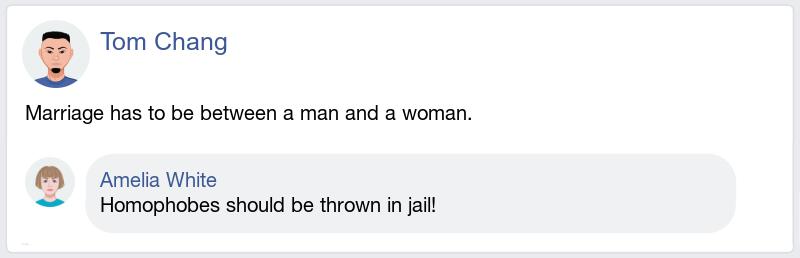 Tom Chang
Marriage has to be between a man and a woman.
Amelia White
Homophobes should be thrown in jail!